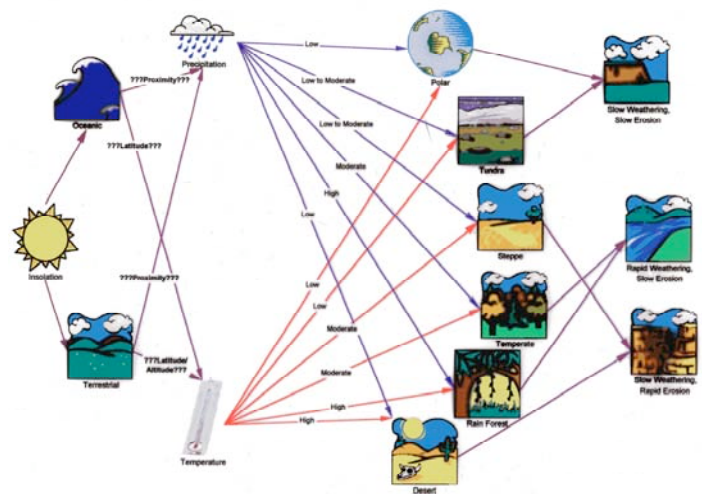 Precipitation
Low
Polar
???Proximity???
Oceanic
Low to Moderate
Slow Weathering,
Slow Erosion
Low to Moderate
???Latitude???
Moderate
Tundra
High
Low
Steppe
Insolation
???Proximity???
Rapid Weathering,
Slow Erosion
Low
Low
Moderate
Temperate
???Latitude/
Altitude???
Terrestrial
Moderate
Slow Weathering,
Rapid Erosion
High
Rain Forest
High
Temperature
Desert